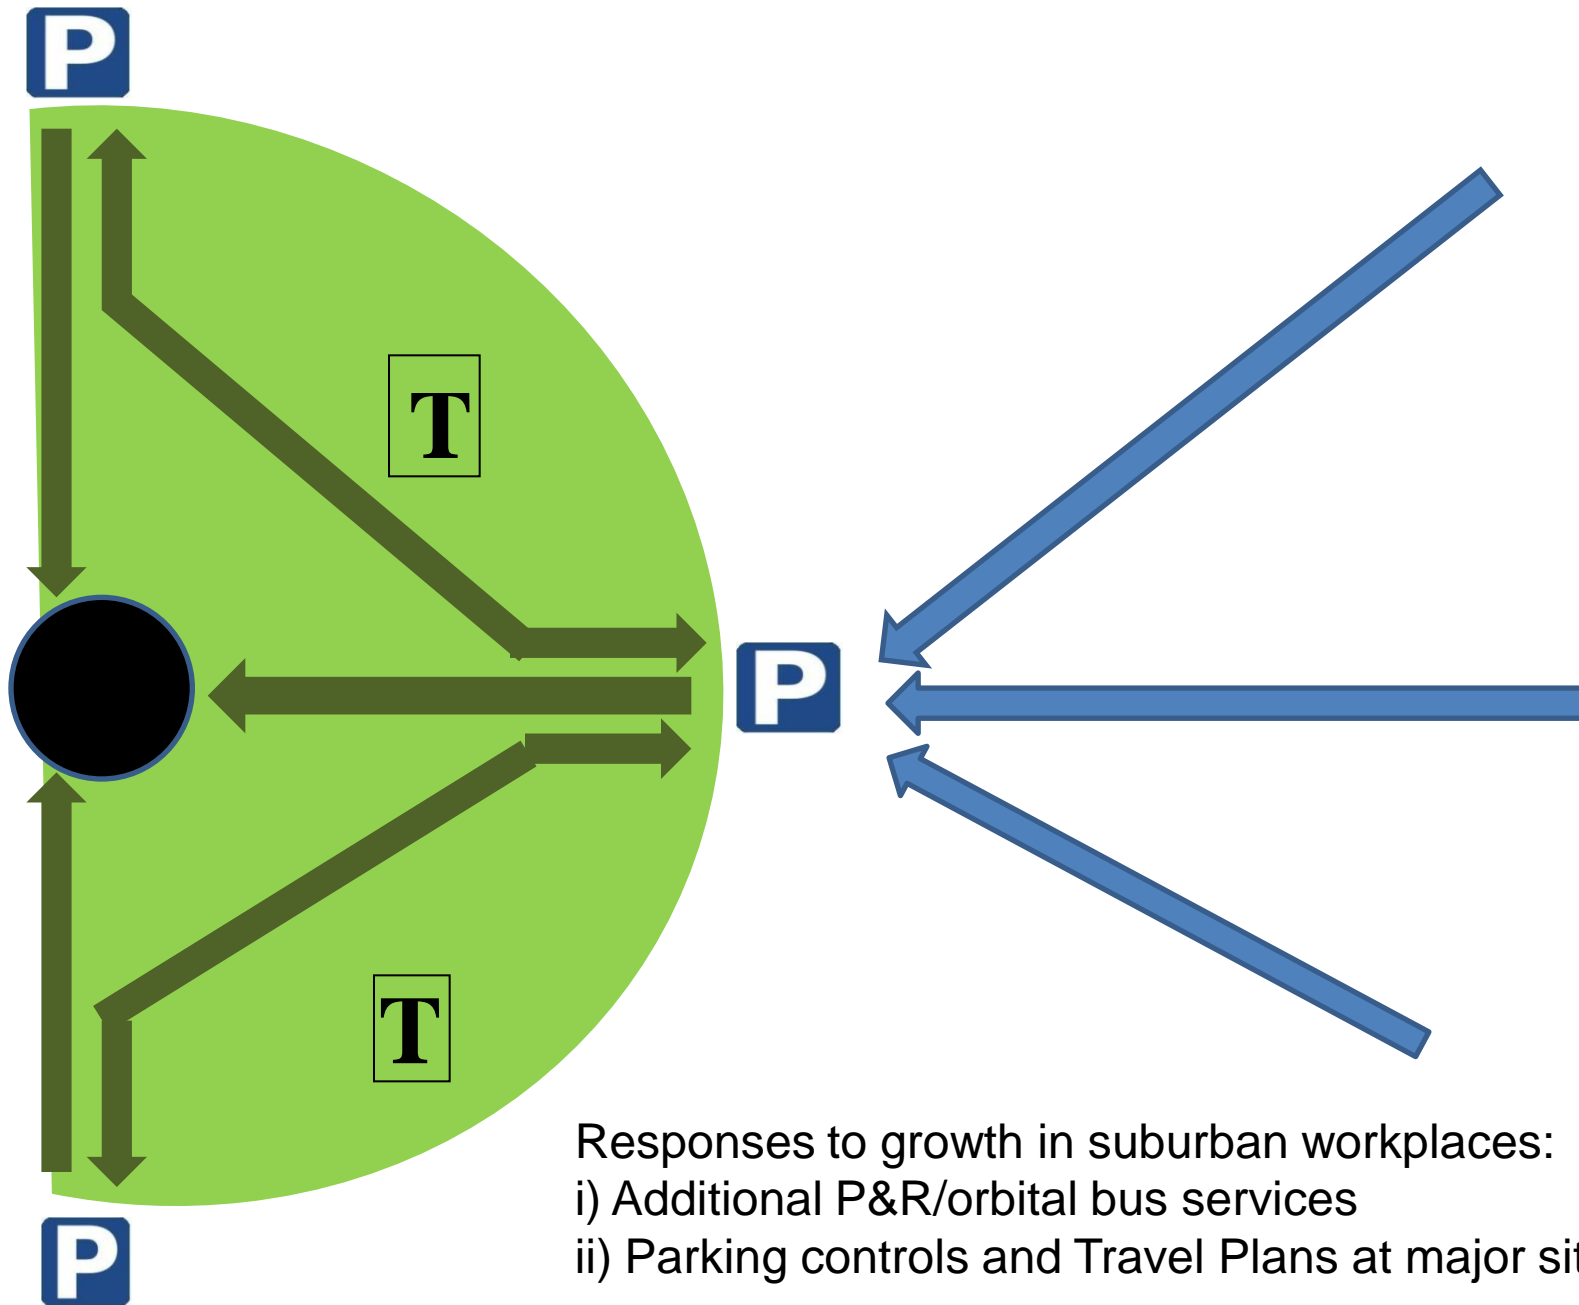 P
T
P
T
Responses to growth in suburban workplaces:
i) Additional P&R/orbital bus services
ii) Parking controls and Travel Plans at major
P